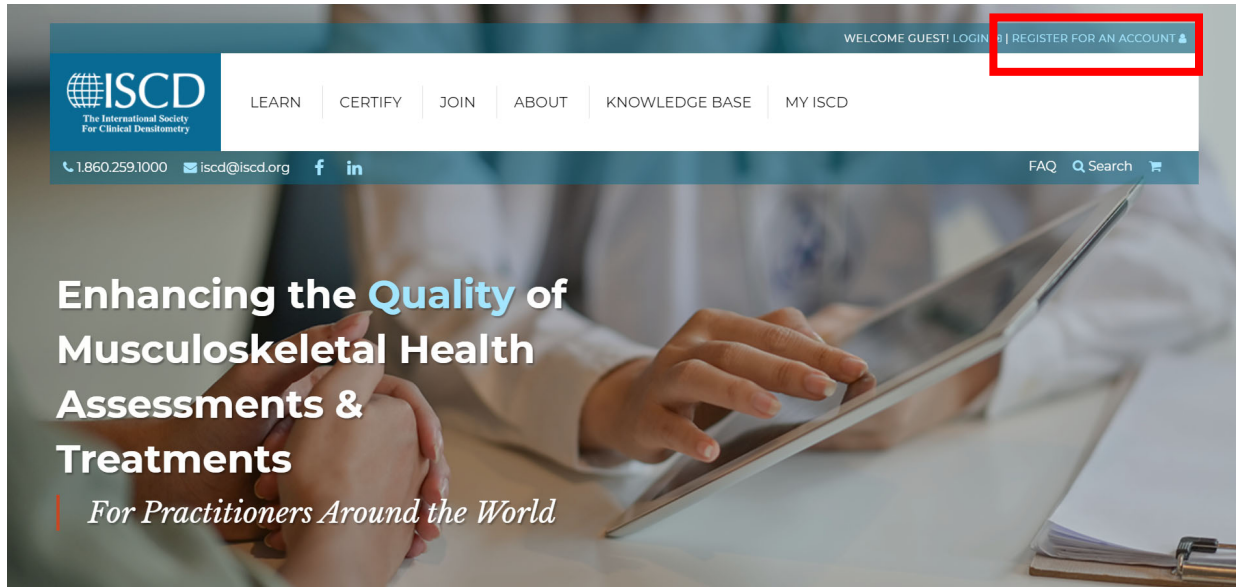 WELCOME GUEST! LOGIN | REGISTER FOR AN ACCOUNT
ISCD
The International Society
For Clinical Densitometry
LEARN CERTIFY JOIN ABOUT KNOWLEDGE BASE MY ISCD
1.860.259.1000 iscd@iscd.org f in FAQ Search
Enhancing the Quality of
Musculoskeletal Health
Assessments &
Treatments
For Practitioners Around the World